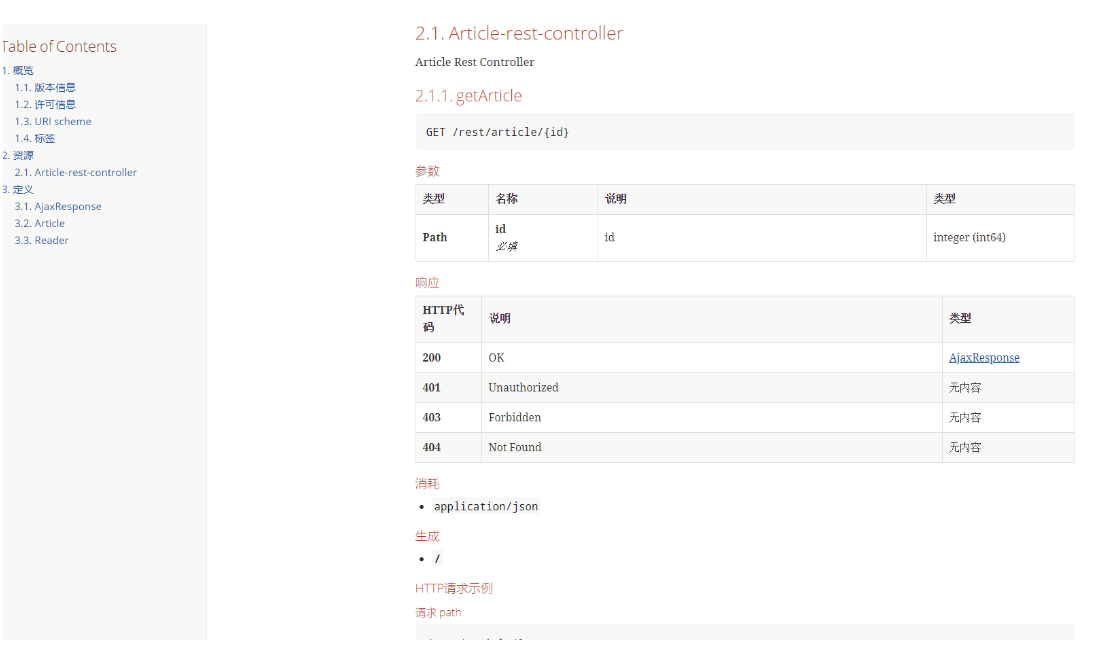 Table of Contents
1. 概览
1.1. 版本信息
1.2. 许可信息
1.3. URI scheme
1.4. 标签
2. 资源
2.1. Article-rest-controller
3. 定义
3.1. AjaxResponse
3.2. Article
3.3. Reader
2.1. Article-rest-controller
Article Rest Controller
2.1.1. getArticle
GET /rest/article/{id}
参数
类型 名称 说明 类型
Path id 必填 id integer (int64)
响应
HTTP代码 说明 类型
200 OK AjaxResponse
401 Unauthorized 无内容
403 Forbidden 无内容
404 Not Found 无内容
消耗
• application/json
生成
• /
HTTP请求示例
请求 path